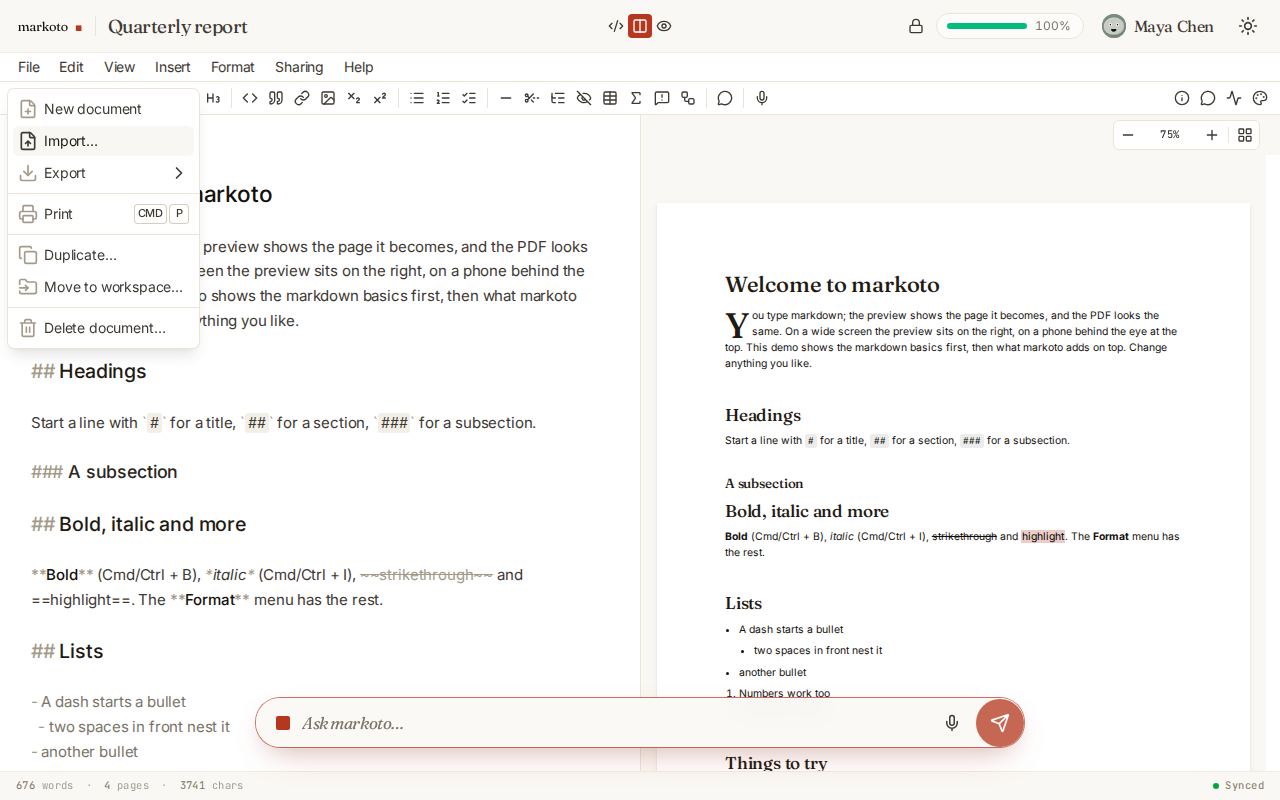 markoto
Quarterly report
100%
Maya Chen
File Edit View Insert Format Sharing Help
H3
New document
Import...
Export
Print CMD P
Duplicate...
Move to workspace...
Delete document...
75%
narkoto
preview shows the page it becomes, and the PDF looks
een the preview sits on the right, on a phone behind the
o shows the markdown basics first, then what markoto
ything you like.
## Headings
Start a line with `#` for a title, `##` for a section, `###` for a subsection.
### A subsection
## Bold, italic and more
**Bold** (Cmd/Ctrl + B), *italic* (Cmd/Ctrl + I), ~~strikethrough~~ and
==highlight==. The **Format** menu has the rest.
## Lists
- A dash starts a bullet
- two spaces in front nest it
- another bullet
Welcome to markoto
You type markdown; the preview shows the page it becomes, and the PDF looks the
same. On a wide screen the preview sits on the right, on a phone behind the eye at the
top. This demo shows the markdown basics first, then what markoto adds on top. Change
anything you like.
Headings
Start a line with # for a title, ## for a section, ### for a subsection.
A subsection
Bold, italic and more
Bold (Cmd/Ctrl + B), italic (Cmd/Ctrl + I), strikethrough and highlight. The Format menu has
the rest.
Lists
• A dash starts a bullet
• two spaces in front nest it
• another bullet
1. Numbers work too
Things to try
Ask markoto...
676 words · 4 pages · 3741 chars
Synced